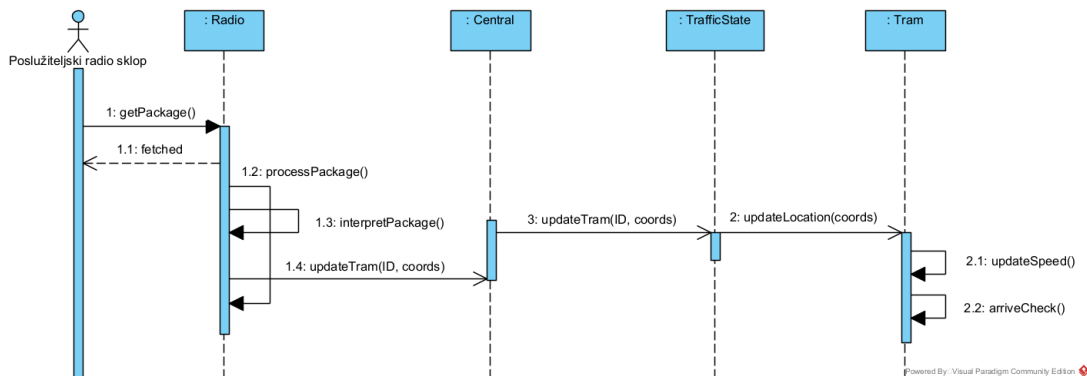 : Radio
: Central
: TrafficState
: Tram
Poslužiteljski radio sklop
1: getPackage()
1.1: fetched
1.2: processPackage()
1.3: interpretPackage()
3: updateTram(ID, coords)
2: updateLocation(coords)
1.4: updateTram(ID, coords)
2.1: updateSpeed()
2.2: arriveCheck()
Powered By Visual Paradigm Community Edition